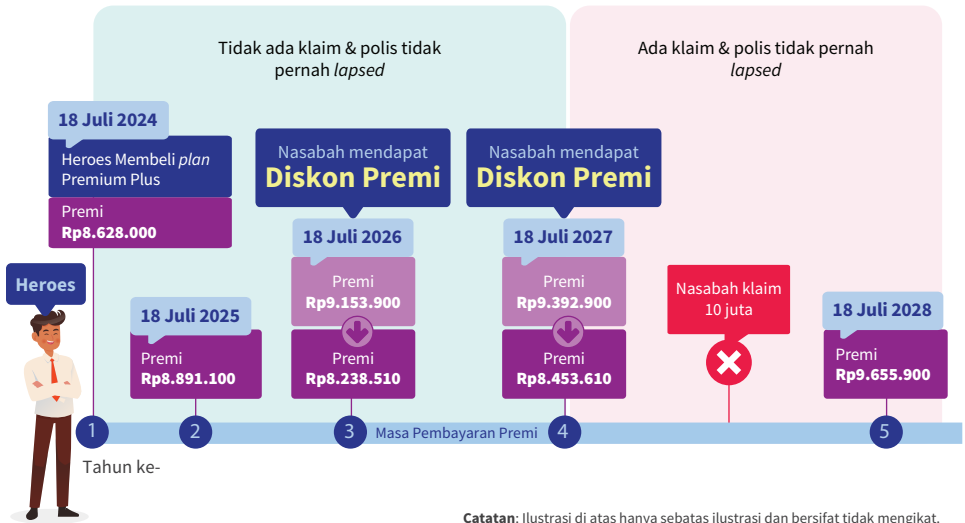 Tidak ada klaim & polis tidak
pernah lapsed
Ada klaim & polis tidak pernah
lapsed
18 Juli 2024
Heroes Membeli plan
Premium Plus
Premi
Rp8.628.000
Nasabah mendapat
Diskon Premi
18 Juli 2026
Premi
Rp9.153.900
Premi
Rp8.238.510
Nasabah mendapat
Diskon Premi
18 Juli 2027
Premi
Rp9.392.900
Premi
Rp8.453.610
Heroes
18 Juli 2025
Premi
Rp8.891.100
Nasabah klaim
10 juta
18 Juli 2028
Premi
Rp9.655.900
1
2
3
Masa Pembayaran Premi
4
5
Tahun ke-
Catatan: Ilustrasi di atas hanya sebatas ilustrasi dan bersifat tidak mengikat.